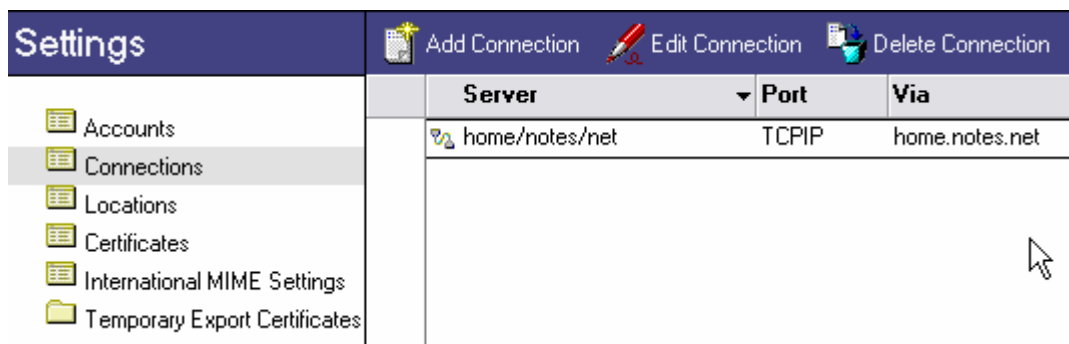 Settings
Add Connection Edit Connection Delete Connection
Server Port Via
home/notes/net TCPIP home.notes.net
Accounts
Connections
Locations
Certificates
International MIME Settings
Temporary Export Certificates